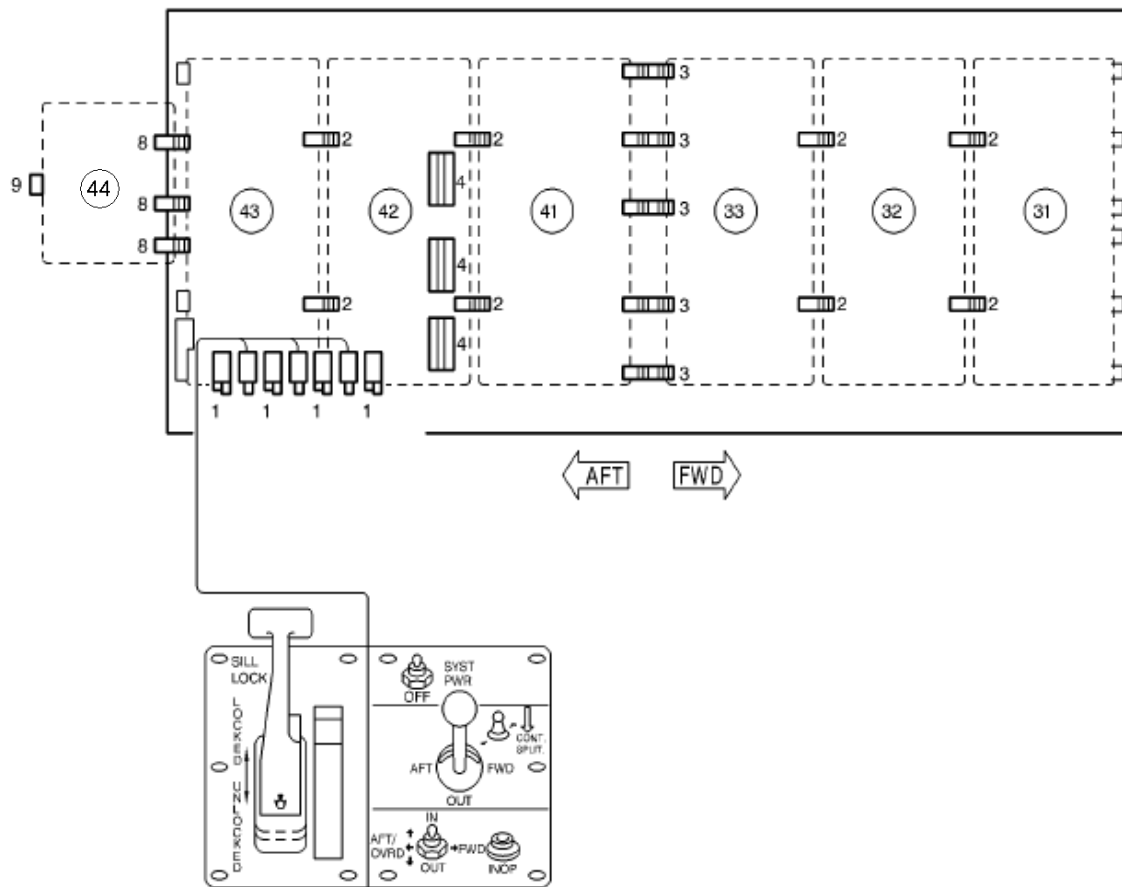 3
8 2 2 3 2 2
9 44 4
43 42 41 33 32 31
8 3
8 4
2 2 3 2 2
4
3
1 1 1 1
AFT FWD
SILL LOCK
LOCKED UNLOCKED
SYST PWR
OFF
CONT. SPLIT.
AFT FWD
OUT
IN
AFT/ OVRD FWD
OUT INOP